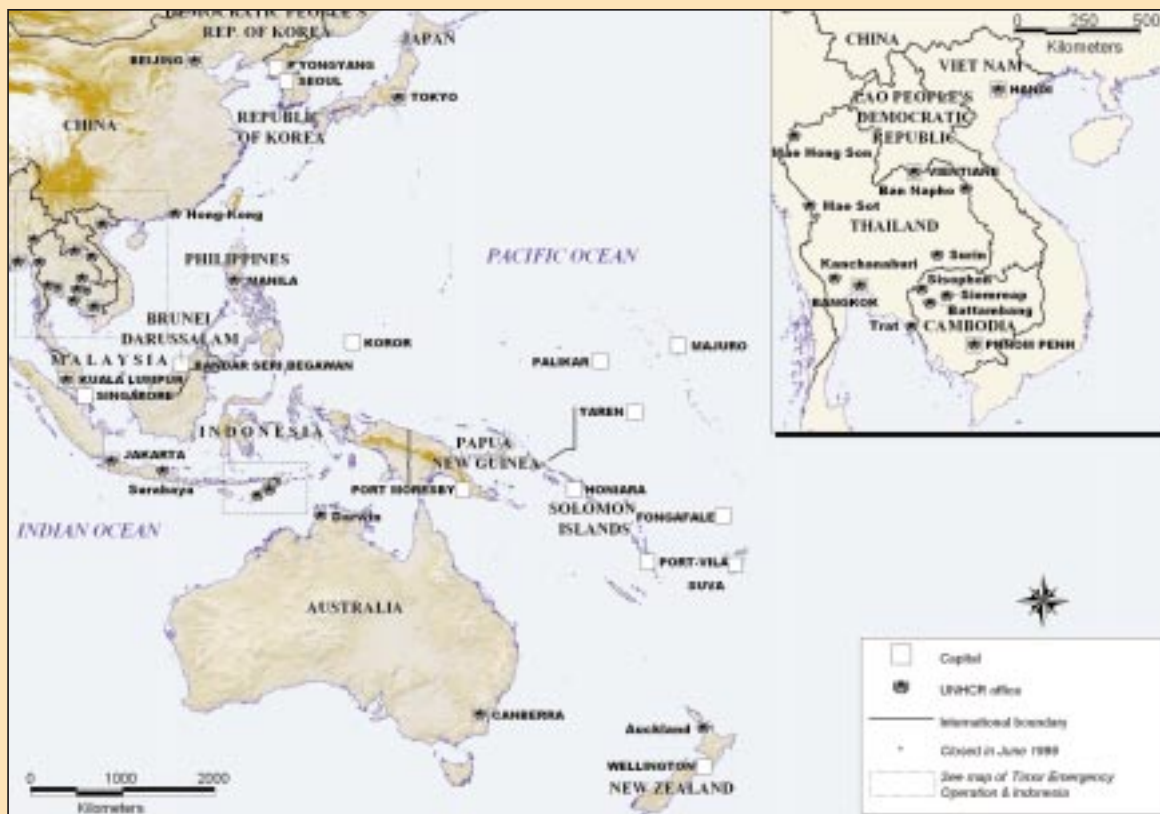 DEMOCRATIC PEOPLE'S
REP. OF KOREA
JAPAN
BEIJING
P'YONGYANG
SEOUL
TOKYO
REPUBLIC
OF KOREA
CHINA
Hong-Kong
PACIFIC OCEAN
PHILIPPINES
MANILA
BRUNEI
DARUSSALAM
KOROR
PALIKAR
MAJURO
MALAYSIA
BANDAR SERI BEGAWAN
KUALA LUMPUR
SINGAPORE
TAREN
INDONESIA
PAPUA
NEW GUINEA
JAKARTA
Surabaya
PORT MORESBY
HONIARA
SOLOMON
ISLANDS
FONGAFALE
INDIAN OCEAN
Darwin
PORT-VILA
SUVA
AUSTRALIA
CANBERRA
Auckland
WELLINGTON
NEW ZEALAND
0 1000 2000
Kilometers
0 250 500
Kilometers
CHINA
VIET NAM
HANOI
LAO PEOPLE'S
DEMOCRATIC
REPUBLIC
Mae Hong Son
VIENTIANE
Ban Napho
Mae Sot
THAILAND
Surin
Kanchanaburi
Sisophon
BANGKOK
Siemreap
Battambang
Trat
CAMBODIA
PHNOM PENH
Capital
UNHCR office
International boundary
Closed in June 1999
See map of Timor Emergency
Operation & Indonesia